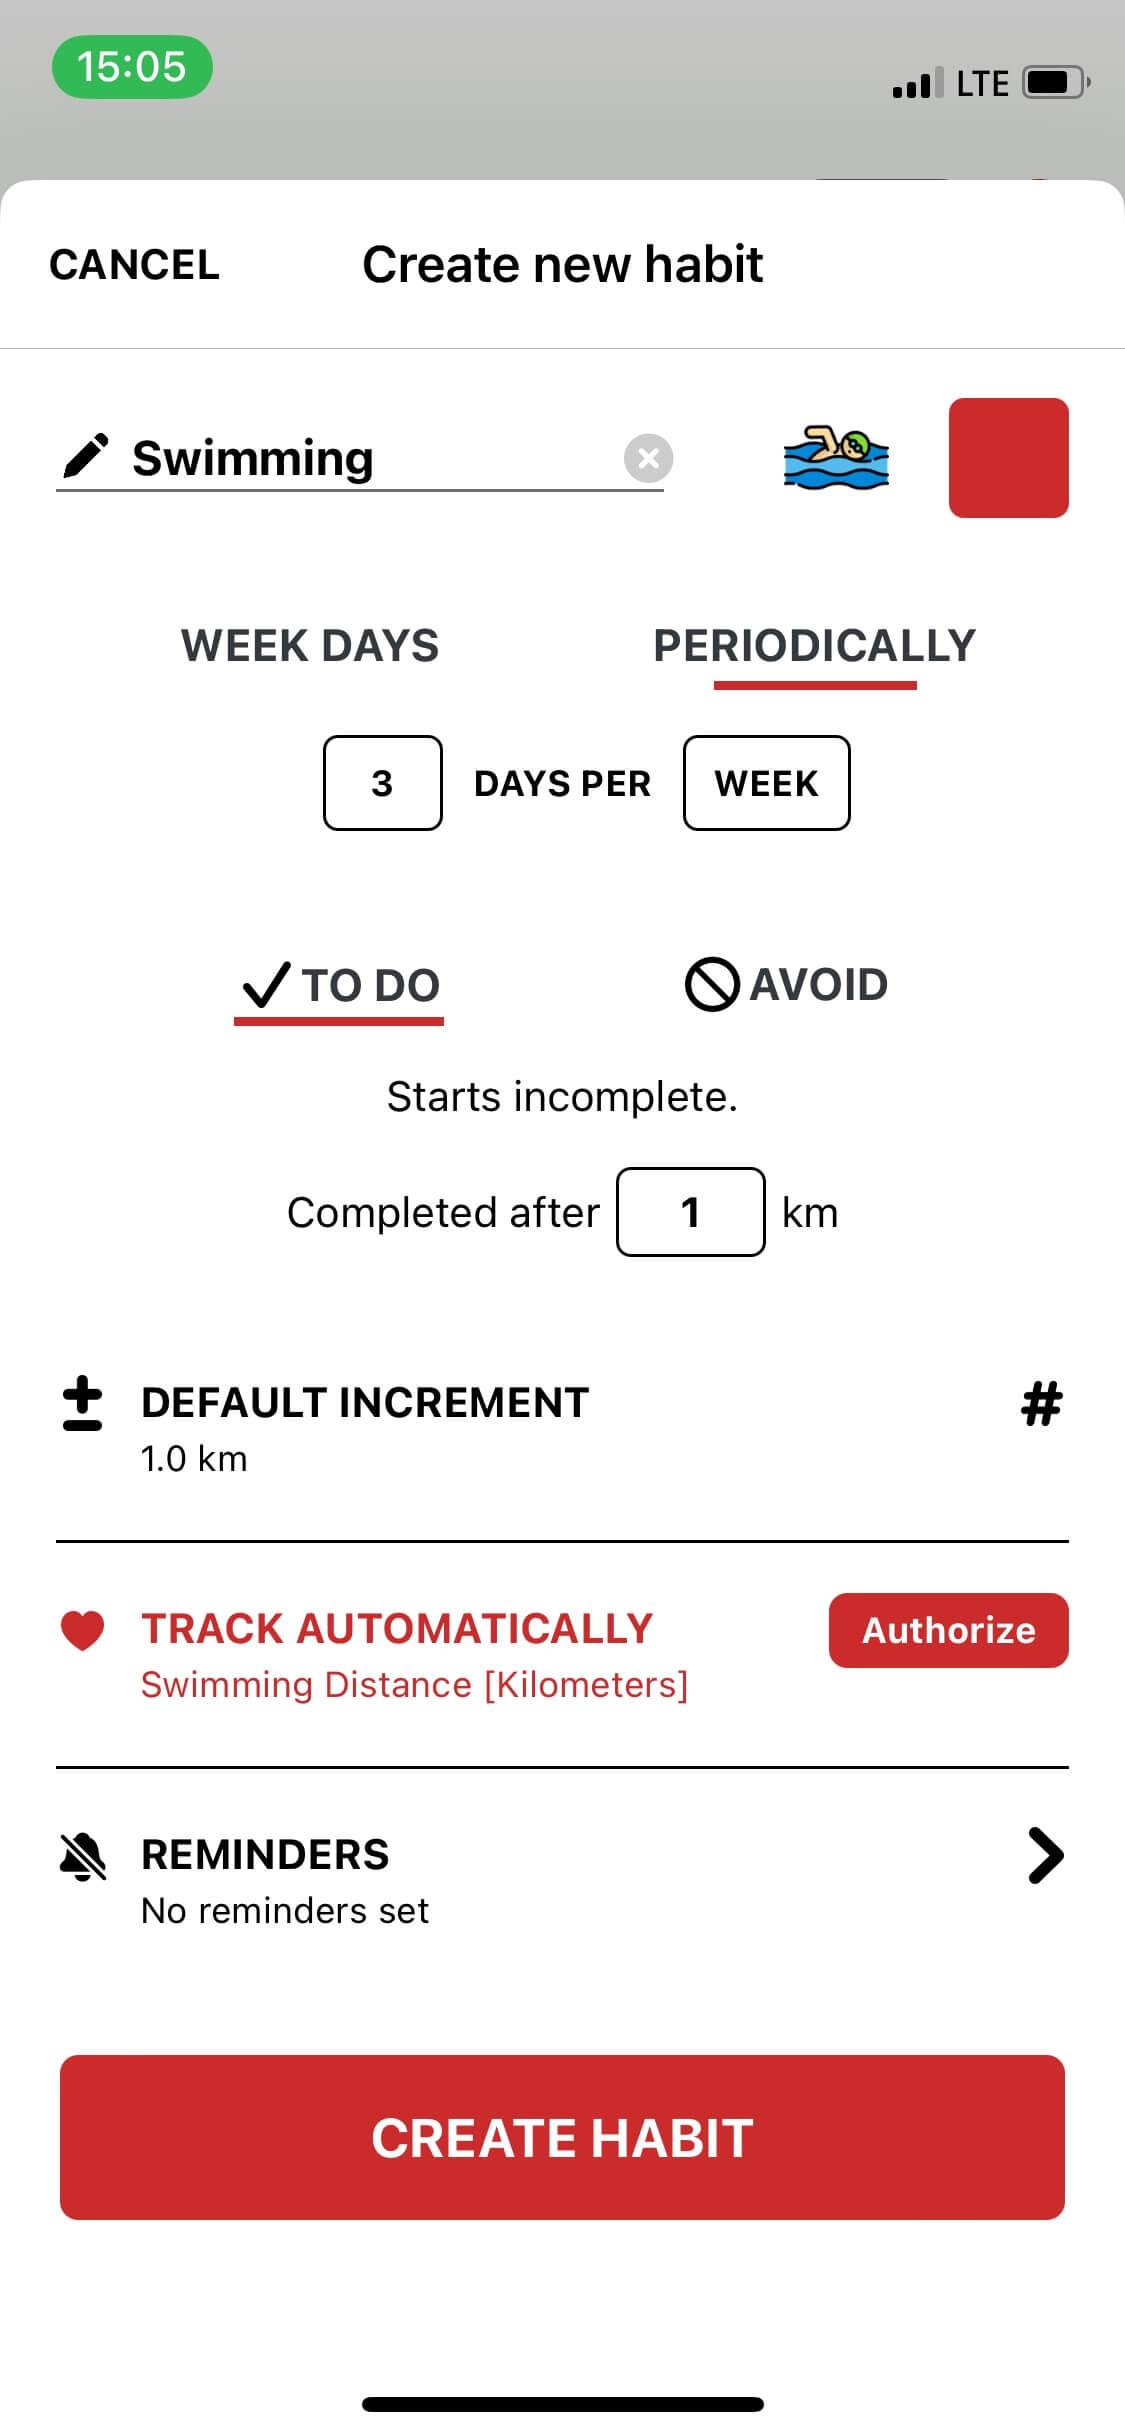 15:05
LTE
CANCEL
Create new habit
Swimming
WEEK DAYS
PERIODICALLY
3 DAYS PER WEEK
TO DO
AVOID
Starts incomplete.
Completed after 1 km
DEFAULT INCREMENT
#
1.0 km
TRACK AUTOMATICALLY
Authorize
Swimming Distance [Kilometers]
REMINDERS
No reminders set
CREATE HABIT